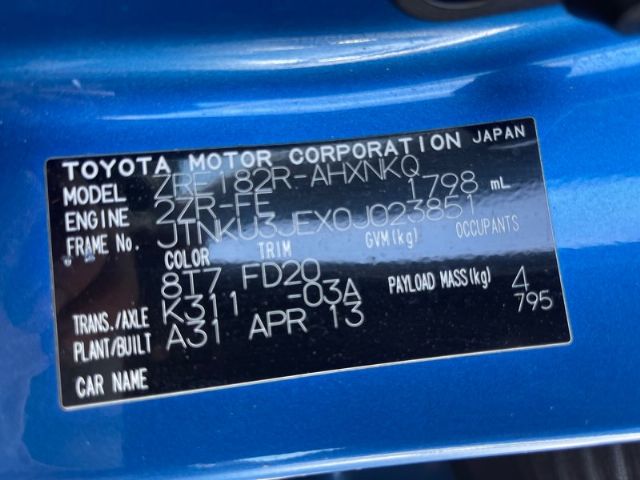 TOYOTA MOTOR CORPORATION JAPAN
MODEL ZRE182R-AHXNKQ
ENGINE 2ZR-FE 1798 mL
FRAME No. JTNKU3JEX0J023851
COLOR TRIM GVM(kg) OCCUPANTS
8T7 FD20
TRANS./AXLE K311 -03A PAYLOAD MASS(kg) 4
PLANT/BUILT A31 APR 13 795
CAR NAME